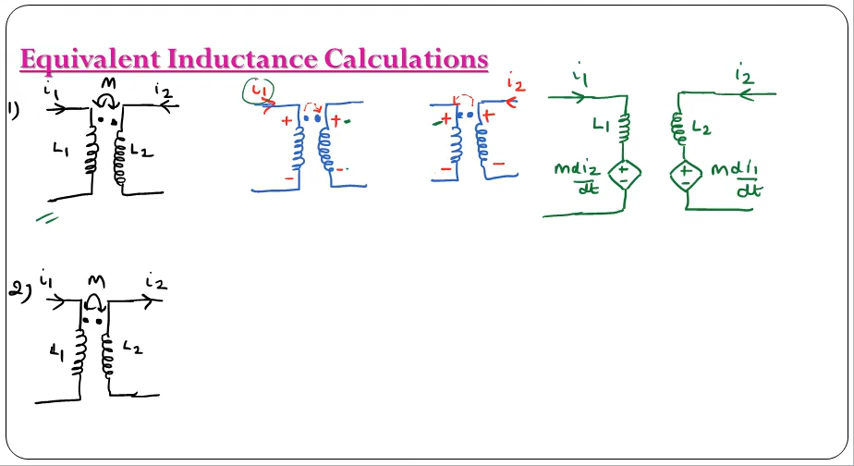 Equivalent Inductance Calculations
1)
i1 M i2
L1 L2
i1
+ +
- -
i2
+ +
- -
i1 i2
L1 L2
mdi2/dt + - + - mdi1/dt
2)
i1 M i2
L1 L2